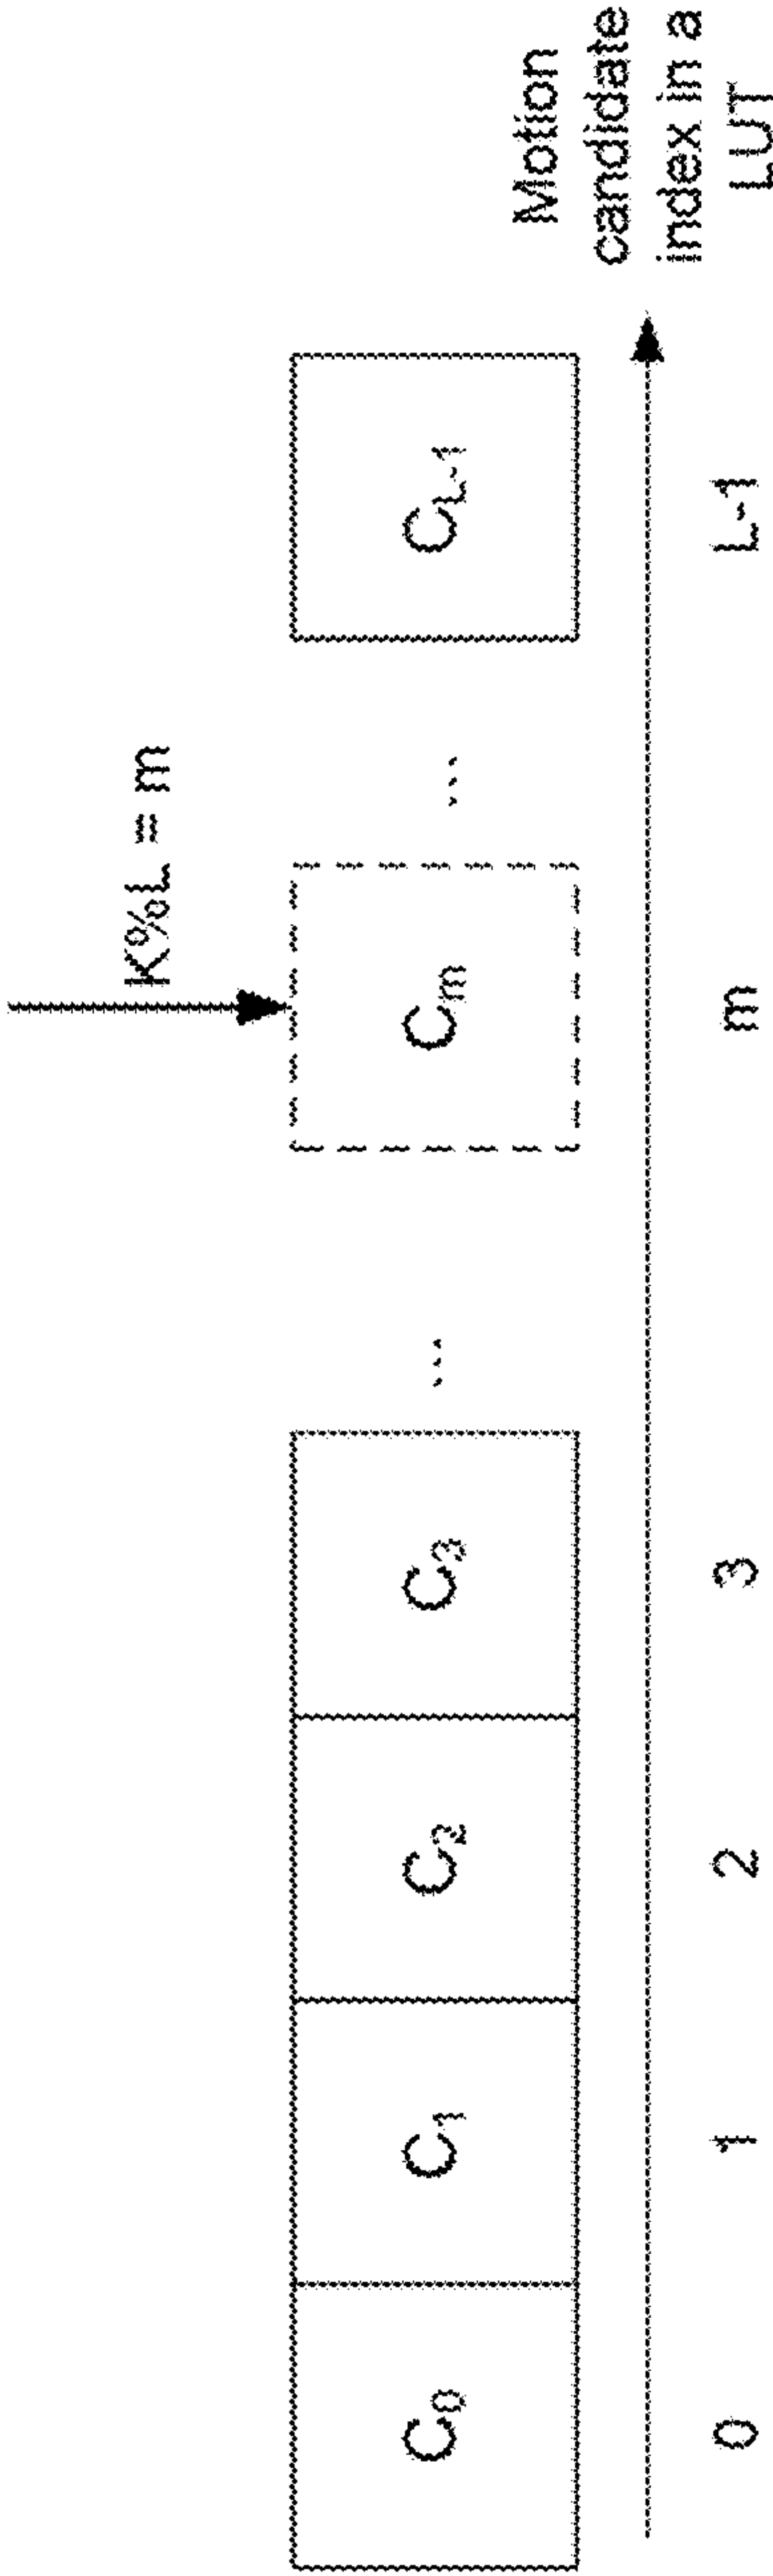 K%L = m
C0
C1
C2
C3
...
Cm
...
CL-1
0
1
2
3
m
L-1
Motion
candidate
index in a
LUT